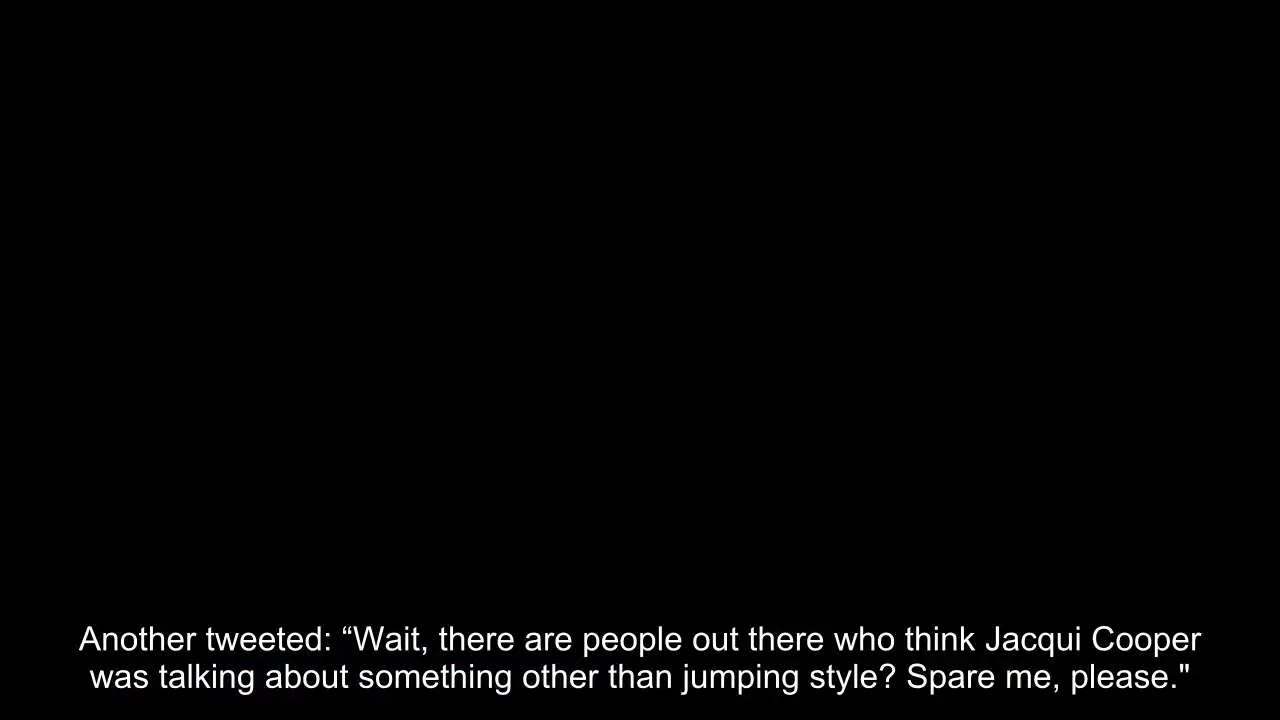 Another tweeted: “Wait, there are people out there who think Jacqui Cooper
was talking about something other than jumping style? Spare me, please."